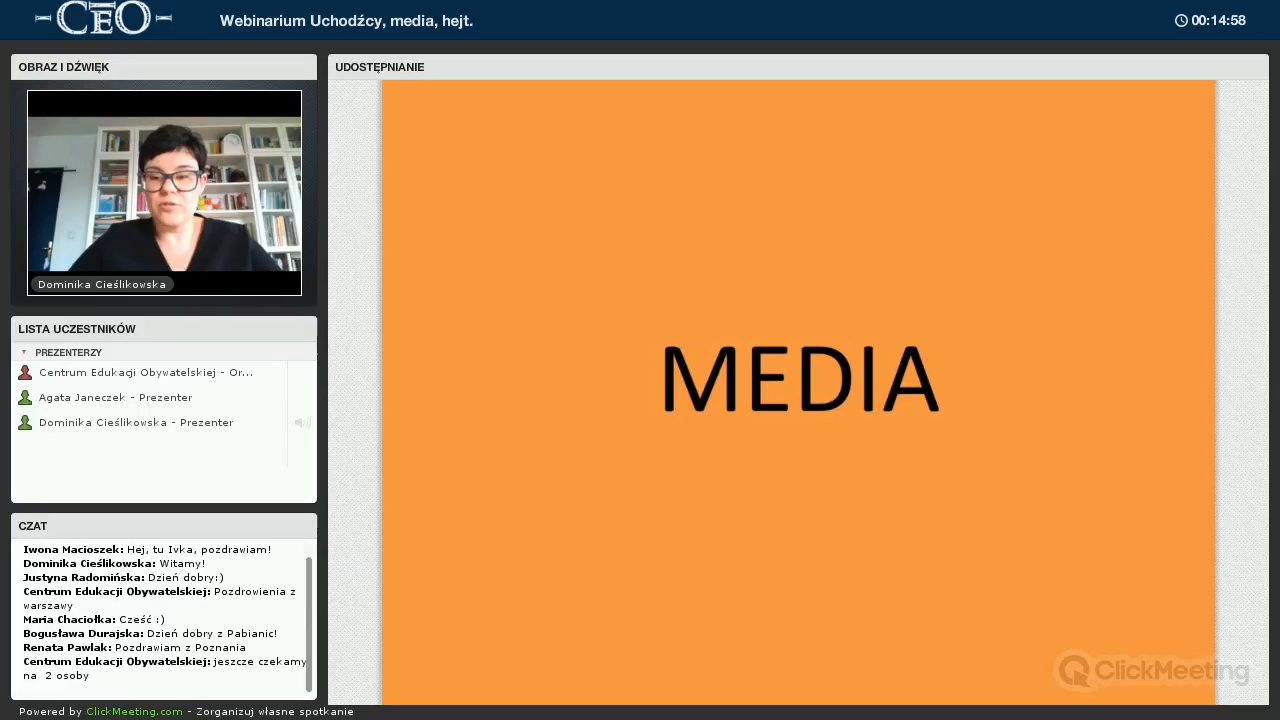 CEO
Webinarium Uchodźcy, media, hejt.
00:14:58
OBRAZ I DŹWIĘK
Dominika Cieślikowska
LISTA UCZESTNIKÓW
PREZENTERZY
Centrum Edukacji Obywatelskiej - Or...
Agata Janeczek - Prezenter
Dominika Cieślikowska - Prezenter
CZAT
Iwona Macioszek: Hej, tu Ivka, pozdrawiam!
Dominika Cieślikowska: Witamy!
Justyna Radomińska: Dzień dobry:)
Centrum Edukacji Obywatelskiej: Pozdrowienia z
warszawy
Maria Chaciołka: Cześć :)
Bogusława Durajska: Dzień dobry z Pabianic!
Renata Pawlak: Pozdrawiam z Poznania
Centrum Edukacji Obywatelskiej: jeszcze czekamy
na 2 osoby
UDOSTĘPNIANIE
MEDIA
ClickMeeting
Powered by ClickMeeting.com - Zorganizuj własne spotkanie